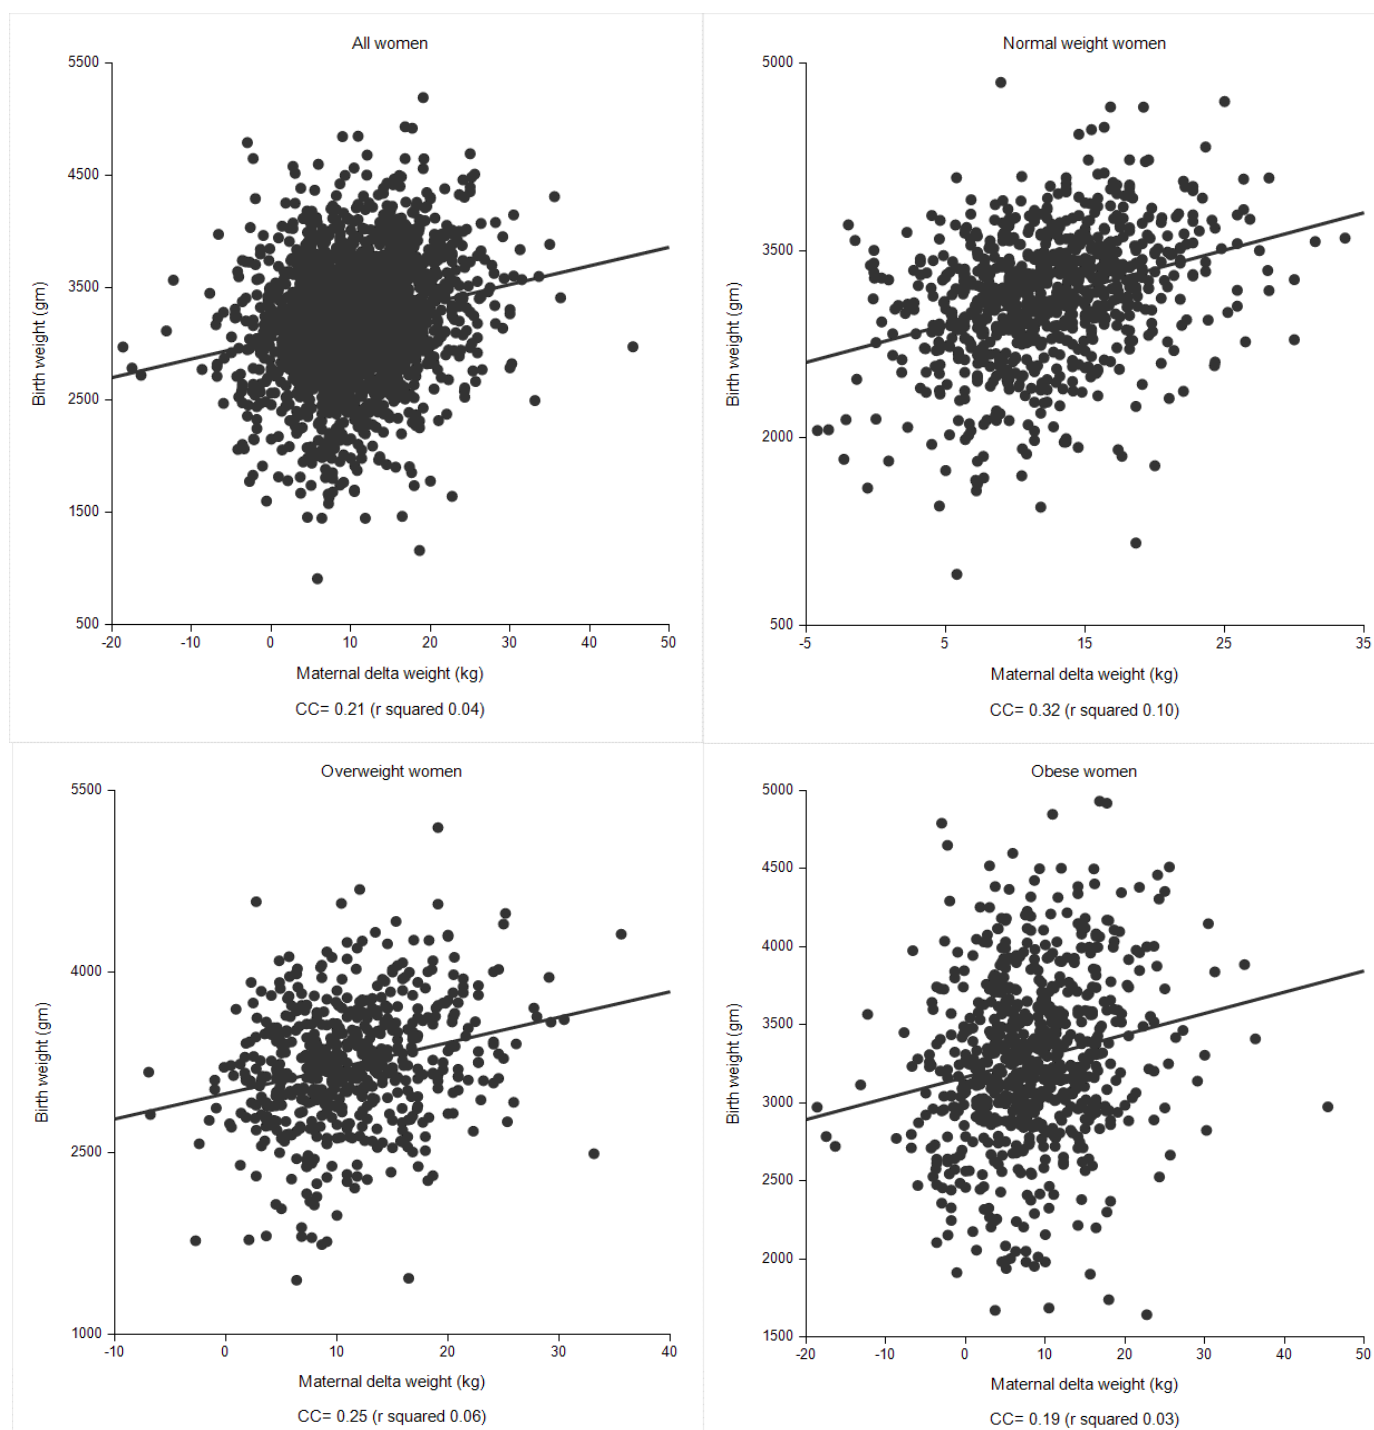 All women
5500
4500
3500
2500
1500
500
-20 -10 0 10 20 30 40 50
Birth weight (gm)
Maternal delta weight (kg)
CC= 0.21 (r squared 0.04)
Normal weight women
5000
3500
2000
500
-5 5 15 25 35
Birth weight (gm)
Maternal delta weight (kg)
CC= 0.32 (r squared 0.10)
Overweight women
5500
4000
2500
1000
-10 0 10 20 30 40
Birth weight (gm)
Maternal delta weight (kg)
CC= 0.25 (r squared 0.06)
Obese women
5000
4500
4000
3500
3000
2500
2000
1500
-20 -10 0 10 20 30 40 50
Birth weight (gm)
Maternal delta weight (kg)
CC= 0.19 (r squared 0.03)